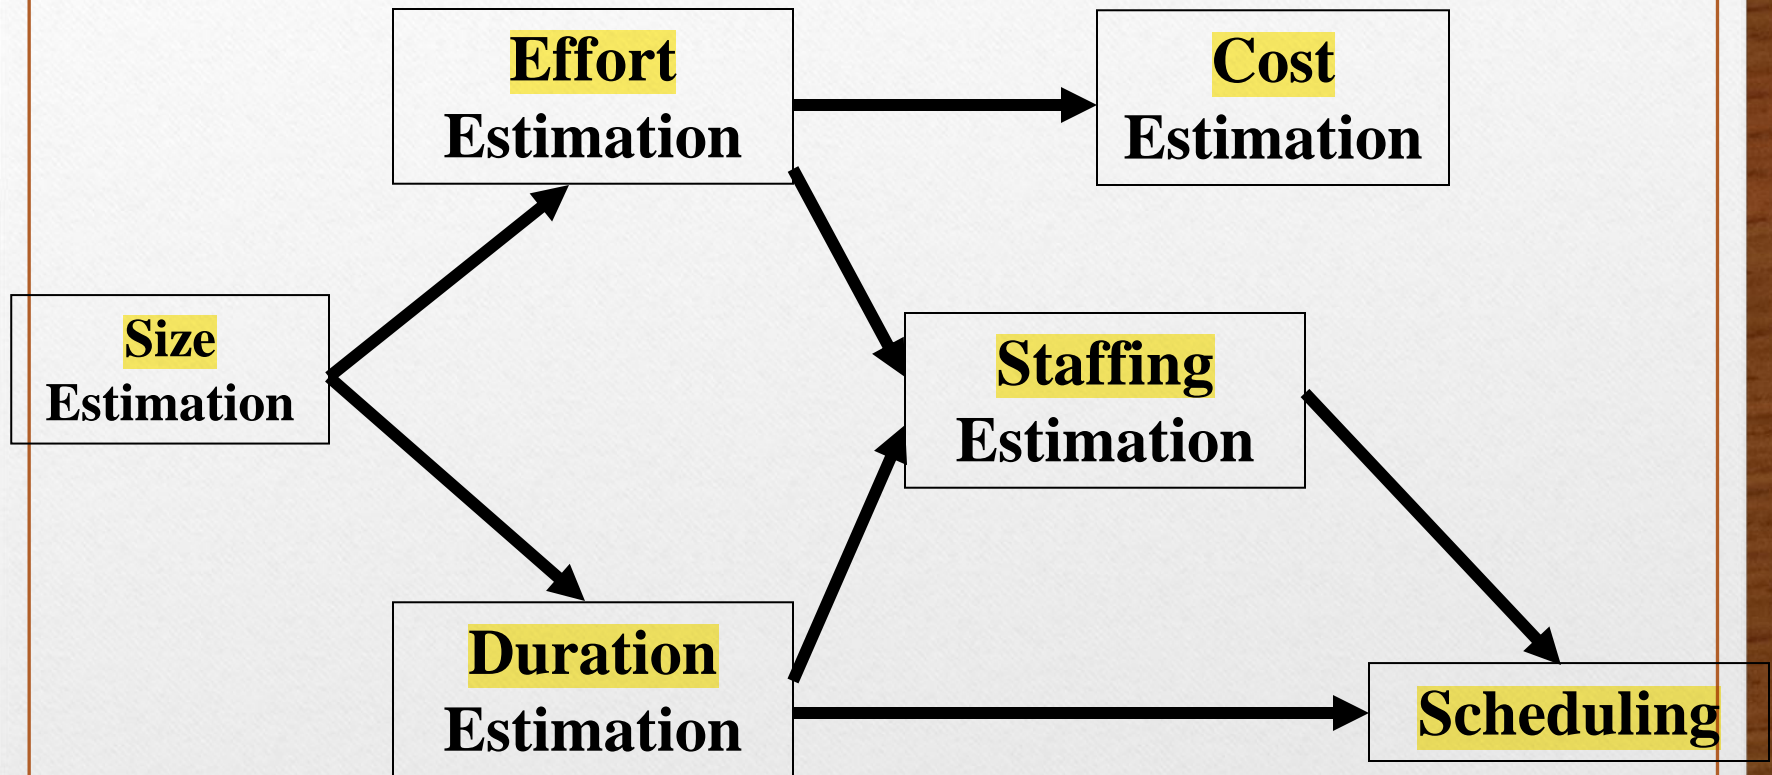 Effort
Estimation
Cost
Estimation
Size
Estimation
Staffing
Estimation
Duration
Estimation
Scheduling